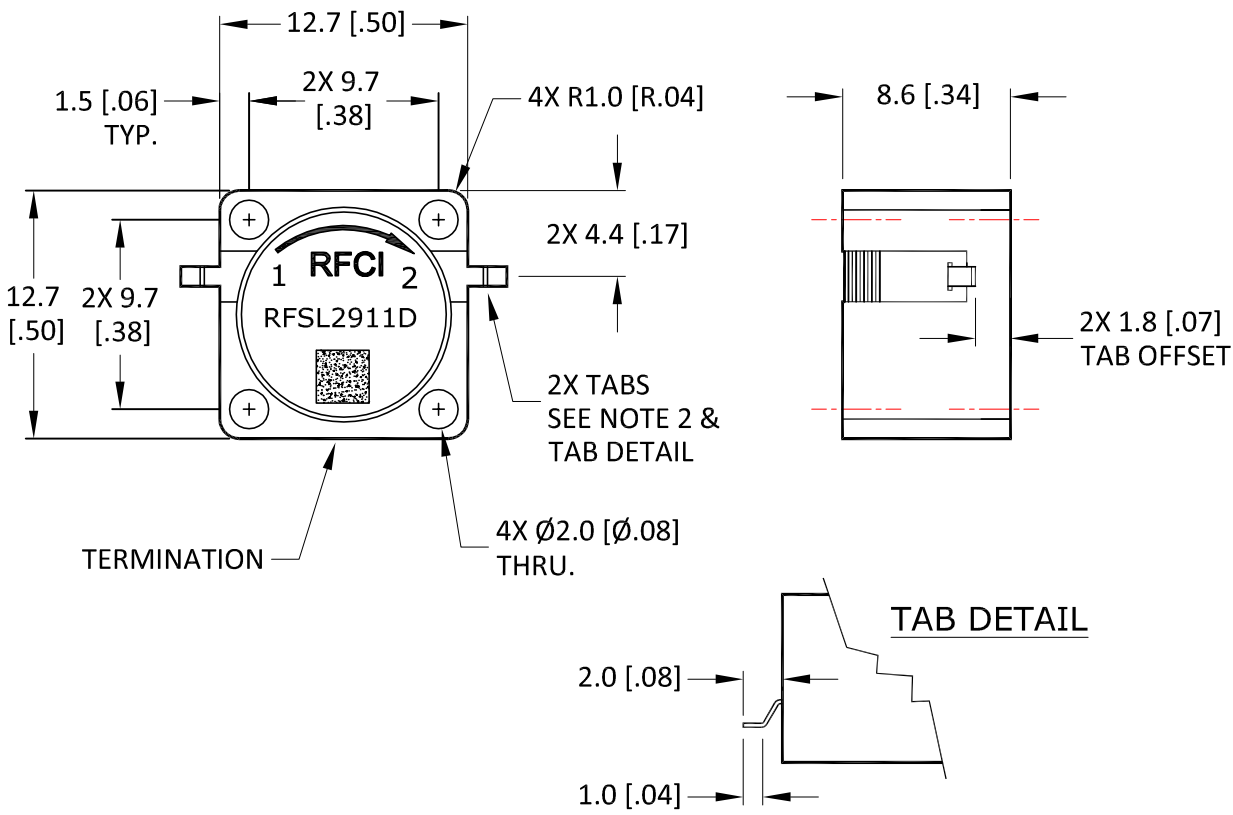 12.7 [.50]
1.5 [.06]
TYP.
2X 9.7
[.38]
4X R1.0 [R.04]
8.6 [.34]
2X 4.4 [.17]
12.7
[.50]
2X 9.7
[.38]
1
RFCI
2
RFSL2911D
2X 1.8 [.07]
TAB OFFSET
2X TABS
SEE NOTE 2 &
TAB DETAIL
TERMINATION
4X Ø2.0 [Ø.08]
THRU.
TAB DETAIL
2.0 [.08]
1.0 [.04]